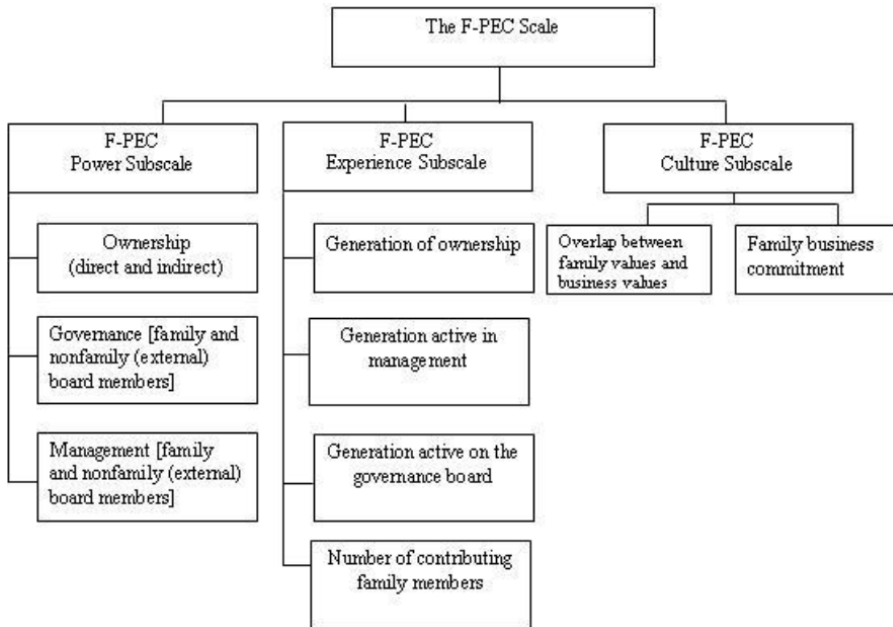 The F-PEC Scale
F-PEC
Power Subscale
Ownership
(direct and indirect)
Governance [family and
nonfamily (external)
board members]
Management [family
and nonfamily (external)
board members]
F-PEC
Experience Subscale
Generation of ownership
Generation active in
management
Generation active on the
governance board
Number of contributing
family members
F-PEC
Culture Subscale
Overlap between
family values and
business values
Family business
commitment